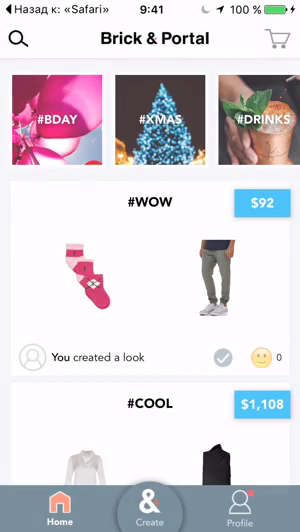 Назад к: «Safari» 9:41 100 %
Brick & Portal
#BDAY #XMAS #DRINKS
#WOW $92
You created a look 0
#COOL $1,108
&
Home Create Profile